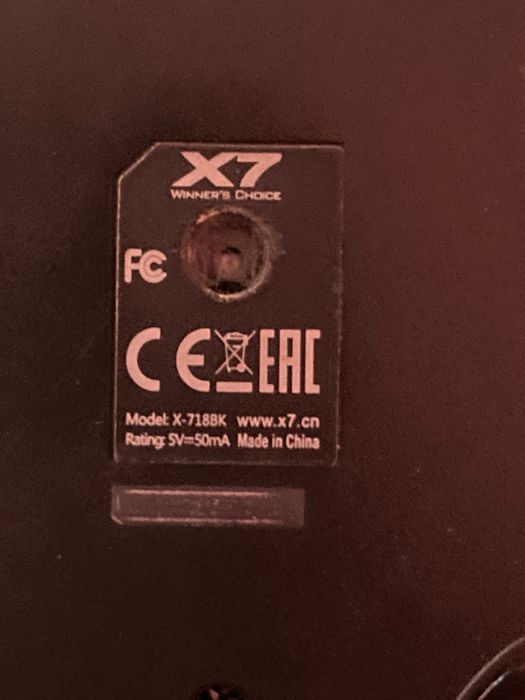 X7
WINNER'S CHOICE
FC
CE EAC
Model: X-718BK www.x7.cn
Rating: 5V=50mA Made in China